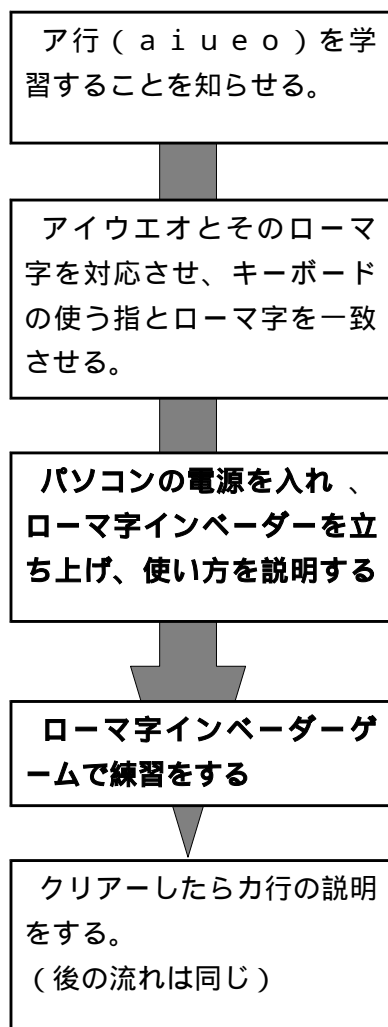 ア行(aiueo)を学
習することを知らせる。
アイウエオとそのローマ
字を対応させ、キーボード
の使う指とローマ字を一致
させる。
パソコンの電源を入れ、
ローマ字インベーダーを立
ち上げ、使い方を説明する
ローマ字インベーダーゲ
ームで練習をする
クリアーしたらカ行の説明
をする。
(後の流れは同じ)